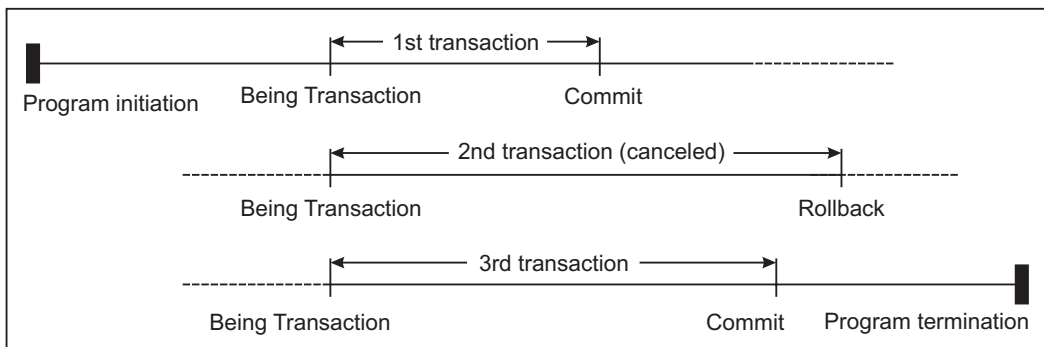 1st transaction
Program initiation
Being Transaction
Commit
2nd transaction (canceled)
Being Transaction
Rollback
3rd transaction
Being Transaction
Commit
Program termination